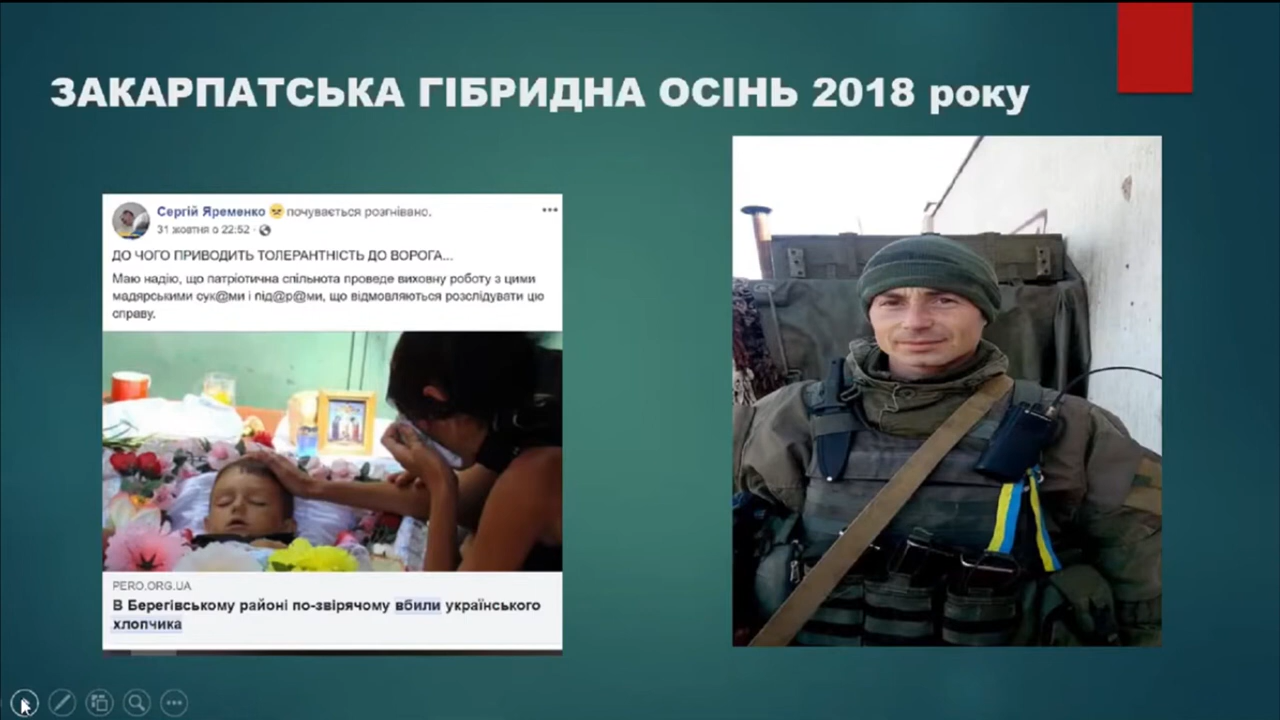 ЗАКАРПАТСЬКА ГІБРИДНА ОСІНЬ 2018 року
Сергій Яременко почувається розгнівано.
31 жовтня о 22:52 ·
ДО ЧОГО ПРИВОДИТЬ ТОЛЕРАНТНІСТЬ ДО ВОРОГА...
Маю надію, що патріотична спільнота проведе виховну роботу з цими
мадярськими сук@ми і під@р@ми, що відмовляються розслідувати цю
справу.
PERO.ORG.UA
В Берегівському районі по-звірячому вбили українського
хлопчика